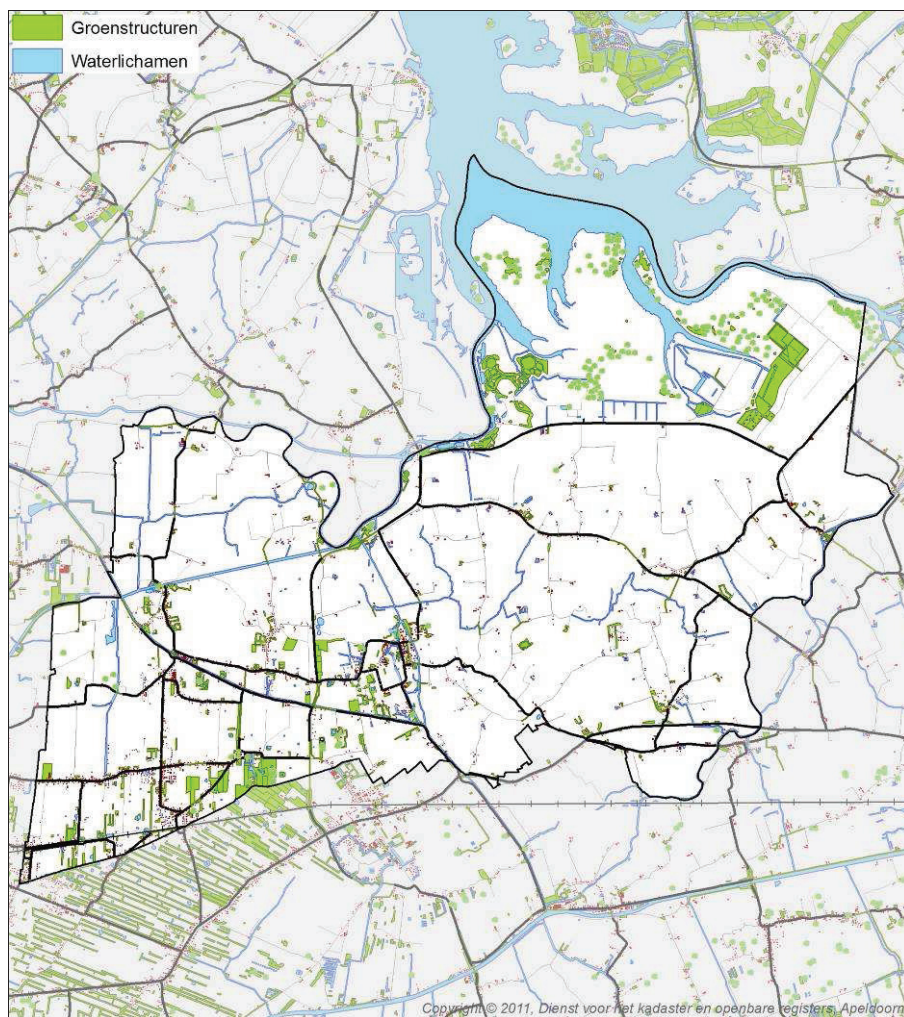 Groenstructuren
Waterlichamen
Copyright © 2011, Dienst voor het kadaster en openbare registers, Apeldoorn